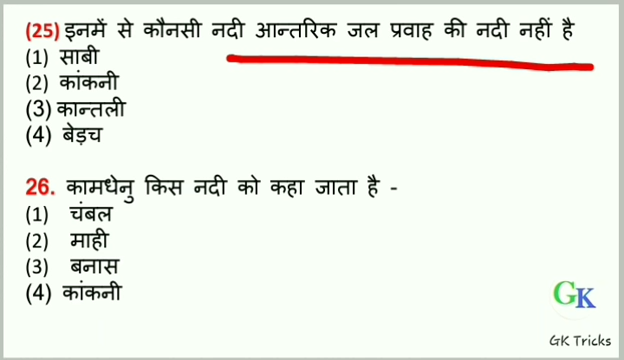 (25) इनमें से कौनसी नदी आन्तरिक जल प्रवाह की नदी नहीं है
(1) साबी
(2) कांकनी
(3) कान्तली
(4) बेड़च
26. कामधेनु किस नदी को कहा जाता है -
(1) चंबल
(2) माही
(3) बनास
(4) कांकनी
GK
GK Tricks